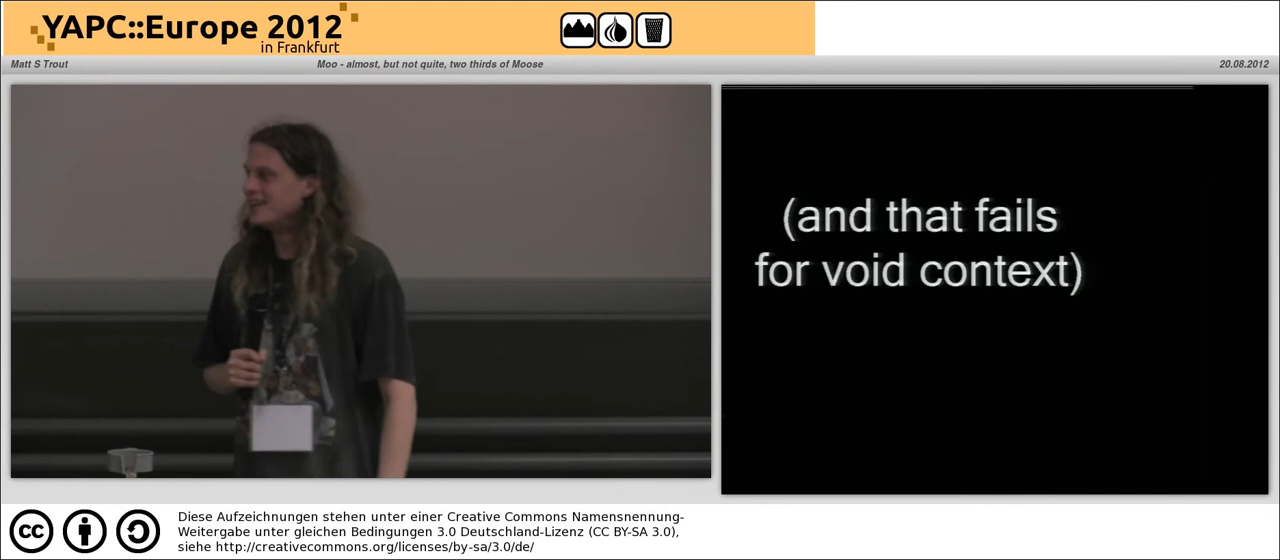 YAPC::Europe 2012
in Frankfurt
Matt S Trout
Moo - almost, but not quite, two thirds of Moose
20.08.2012
(and that fails
for void context)
cc
Diese Aufzeichnungen stehen unter einer Creative Commons Namensnennung-
Weitergabe unter gleichen Bedingungen 3.0 Deutschland-Lizenz (CC BY-SA 3.0),
siehe http://creativecommons.org/licenses/by-sa/3.0/de/